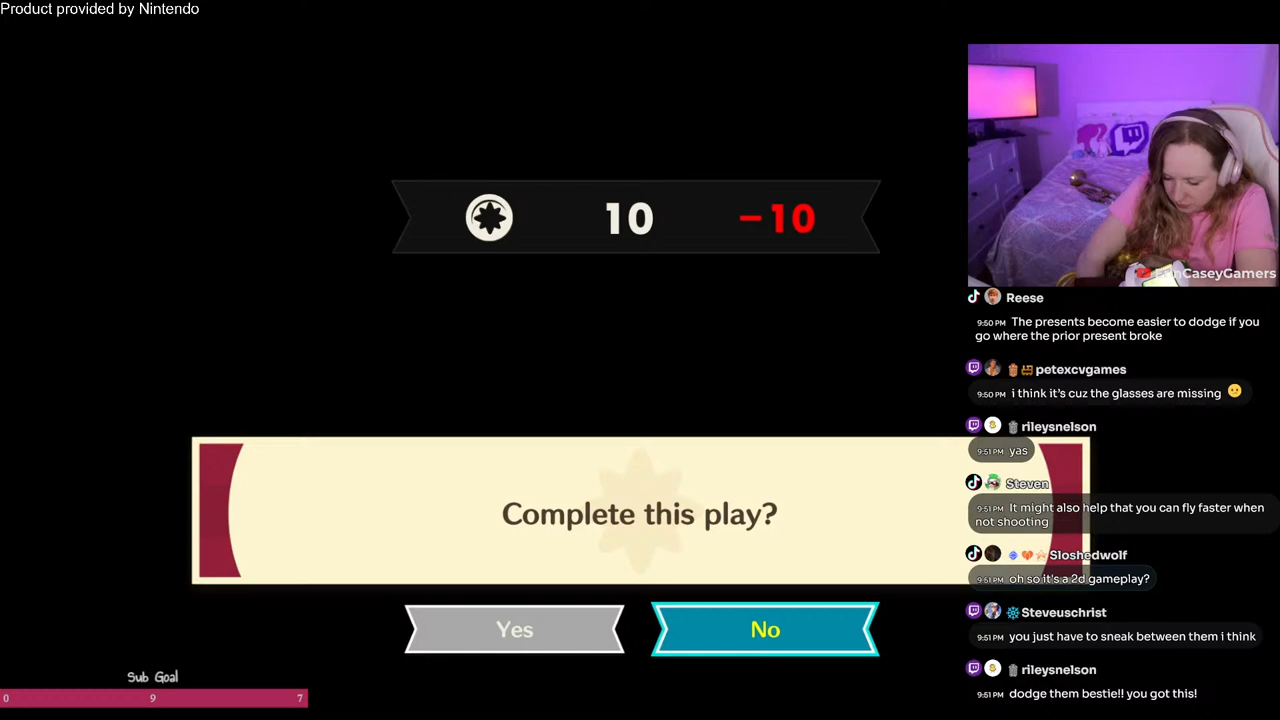 Product provided by Nintendo
10 -10
Complete this play?
Yes No
Sub Goal
0 9 7
ErinCaseyGamers
Reese
9:50 PM The presents become easier to dodge if you
go where the prior present broke
petexcvgames
9:50 PM i think it's cuz the glasses are missing
rileysnelson
9:51 PM yas
Steven
9:51 PM It might also help that you can fly faster when
not shooting
Sloshedwolf
9:51 PM oh so it's a 2d gameplay?
Steveuschrist
9:51 PM you just have to sneak between them i think
rileysnelson
9:51 PM dodge them bestie!! you got this!